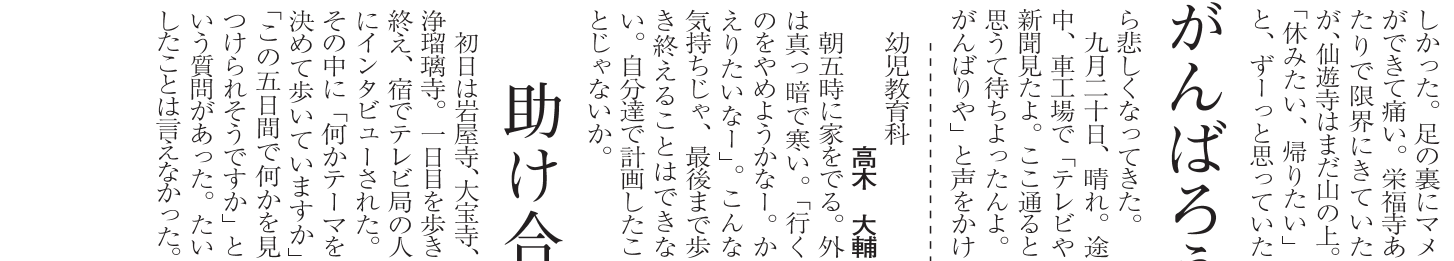 しかった。足の裏にマメ
ができて痛い。栄福寺あ
たりで限界にきていた
が、仙遊寺はまだ山の上。
「休みたい、帰りたい」
と、ずーっと思っていた
がんばろう
ら悲しくなってきた。
九月二十日、晴れ。途
中、車工場で「テレビや
新聞見たよ。ここ通ると
思うて待ちよったんよ。
がんばりや」と声をかけ
幼児教育科
高木 大輔
朝五時に家をでる。外
は真っ暗で寒い。「行く
のをやめようかなー。か
えりたいなー」。こんな
気持ちじゃ、最後まで歩
き終えることはできな
い。自分達で計画したこ
とじゃないか。
助け合
初日は岩屋寺、大宝寺、
浄瑠璃寺。一日目を歩き
終え、宿でテレビ局の人
にインタビューされた。
その中に「何かテーマを
決めて歩いていますか」
「この五日間で何かを見
つけられそうですか」と
いう質問があった。たい
したことは言えなかった。